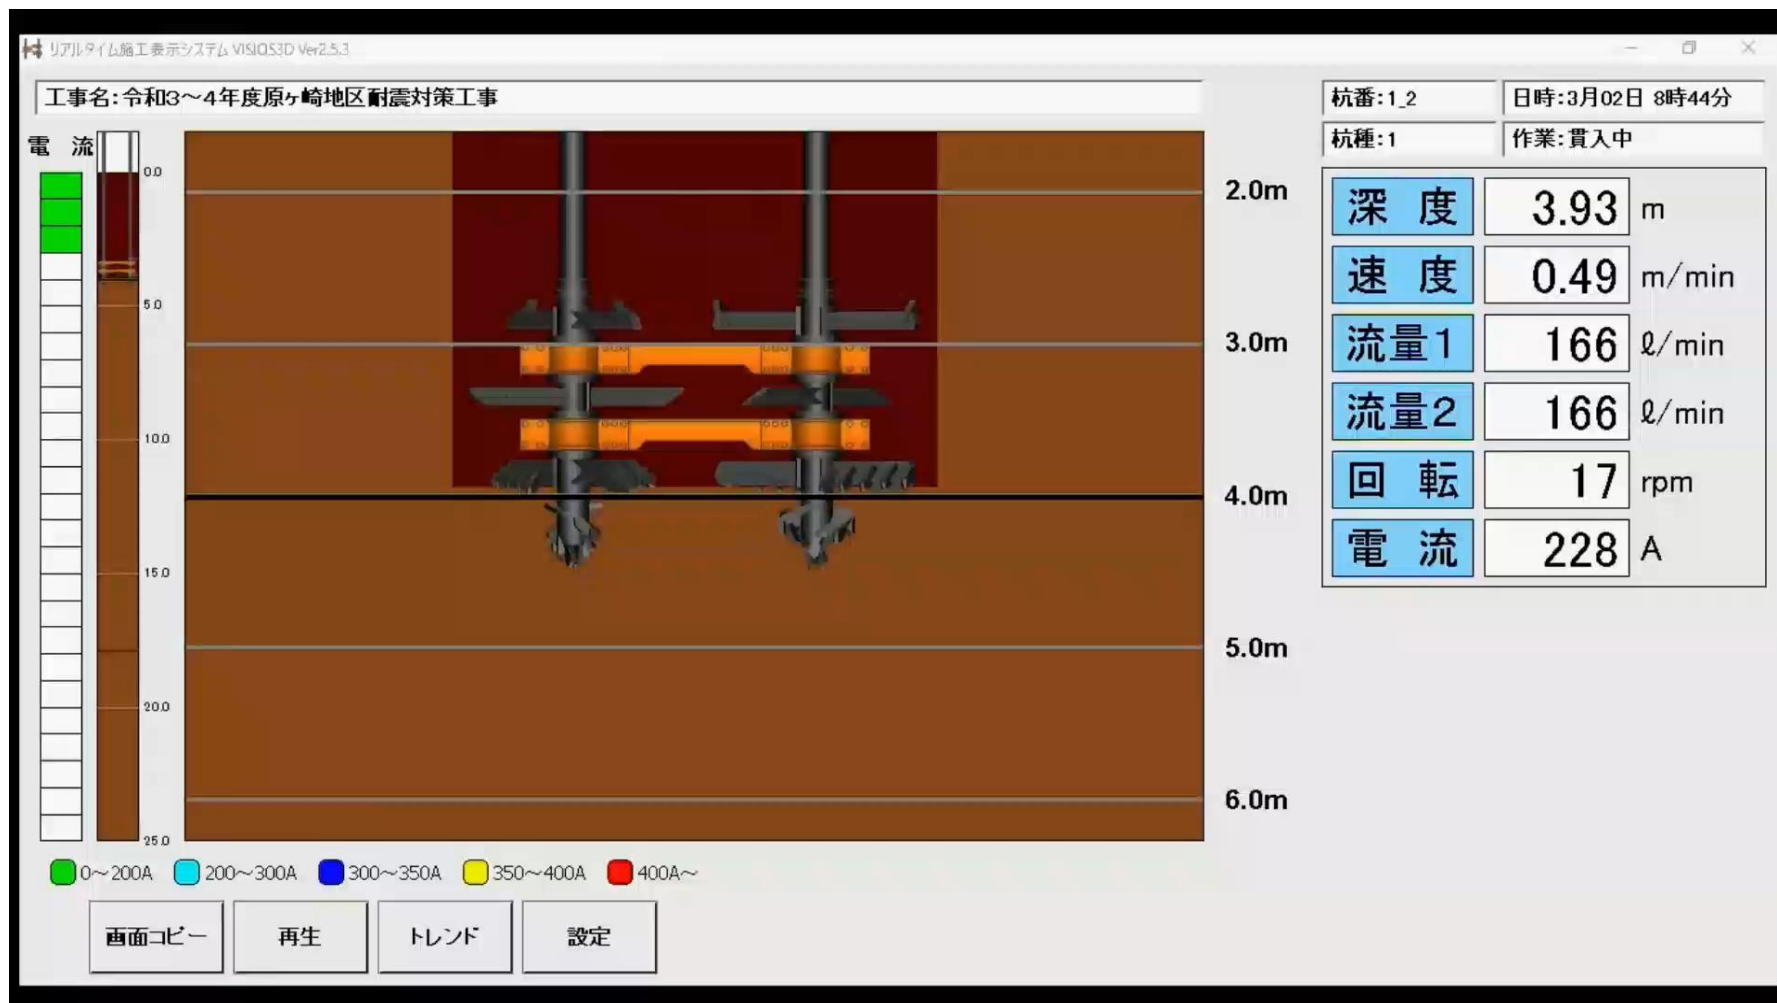 リアルタイム施工表示システム VISIOS3D Ver2.5.3
工事名:令和3〜4年度原ヶ崎地区耐震対策工事
杭番:1_2
日時:3月02日 8時44分
杭種:1
作業:貫入中
電 流
0.0
5.0
10.0
15.0
20.0
25.0
2.0m
3.0m
4.0m
5.0m
6.0m
深 度 3.93 m
速 度 0.49 m/min
流量1 166 ℓ/min
流量2 166 ℓ/min
回 転 17 rpm
電 流 228 A
0〜200A 200〜300A 300〜350A 350〜400A 400A〜
画面コピー 再生 トレンド 設定